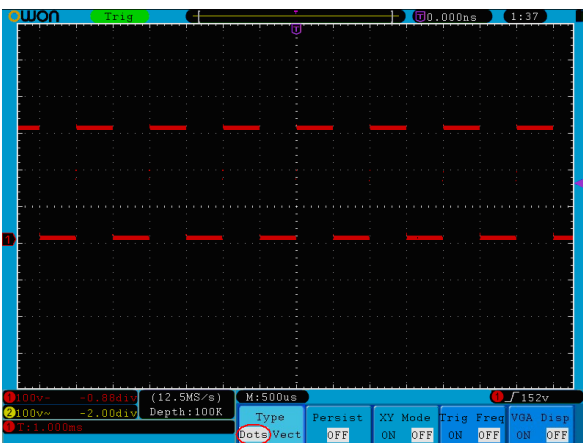 owon Trig T 0.000ns 1:37
T
1
1 100v~ -0.88div (12.5MS/s) M:500us 1 152v
2 100v~ -2.00div Depth:100K
1 T:1.000ms
Type Persist XY Mode Trig Freq VGA Disp
Dots Vect OFF ON OFF ON OFF ON OFF